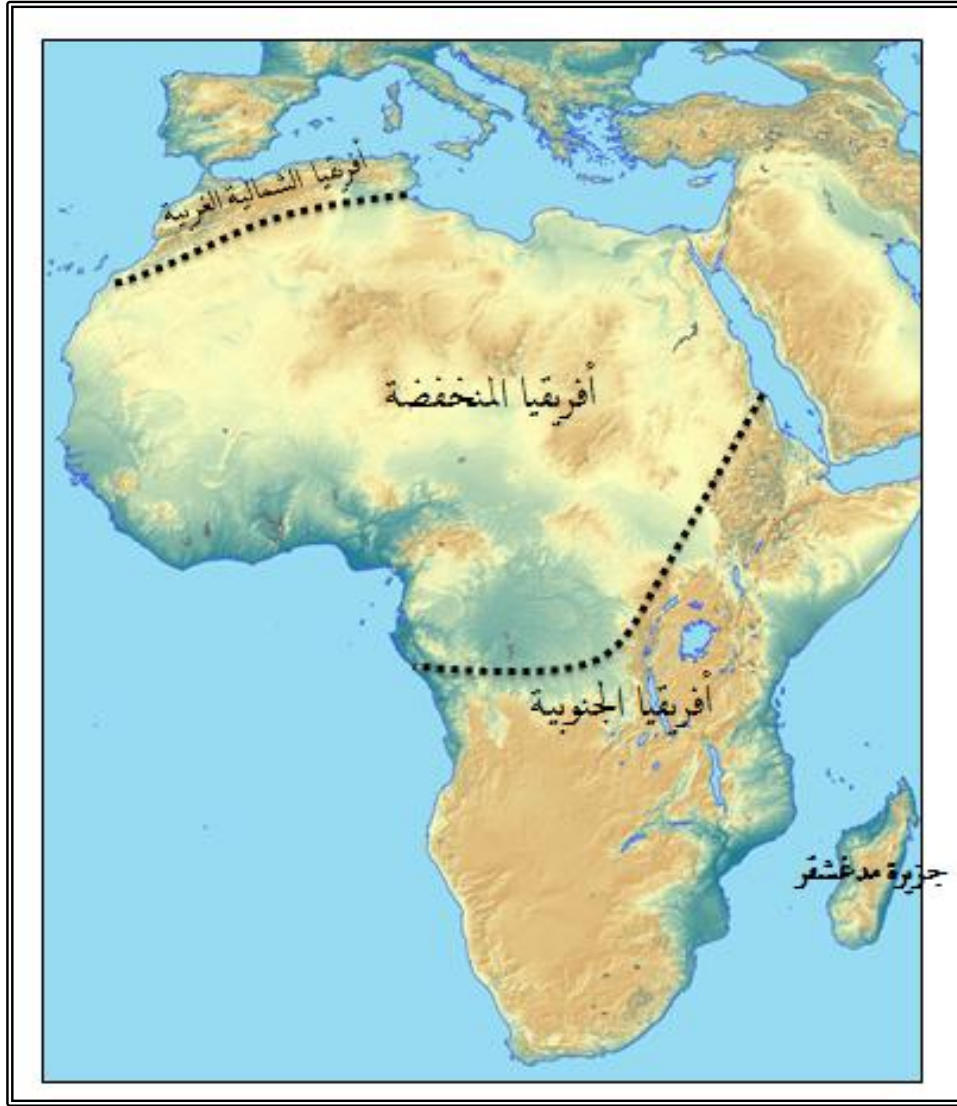 أفريقيا الشمالية الغربية
أفريقيا المنخفضة
أفريقيا الجنوبية
جزيرة مدغشقر